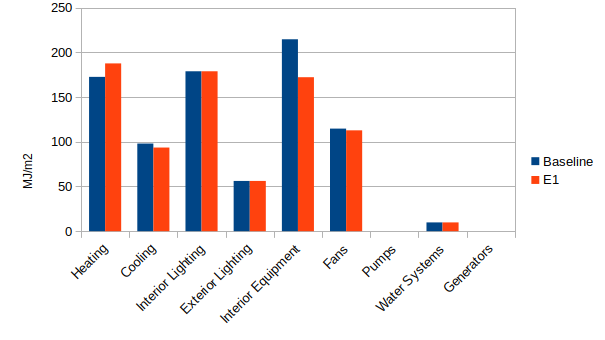 250
200
150
100
50
0
MJ/m2
Heating
Cooling
Interior Lighting
Exterior Lighting
Interior Equipment
Fans
Pumps
Water Systems
Generators
Baseline
E1